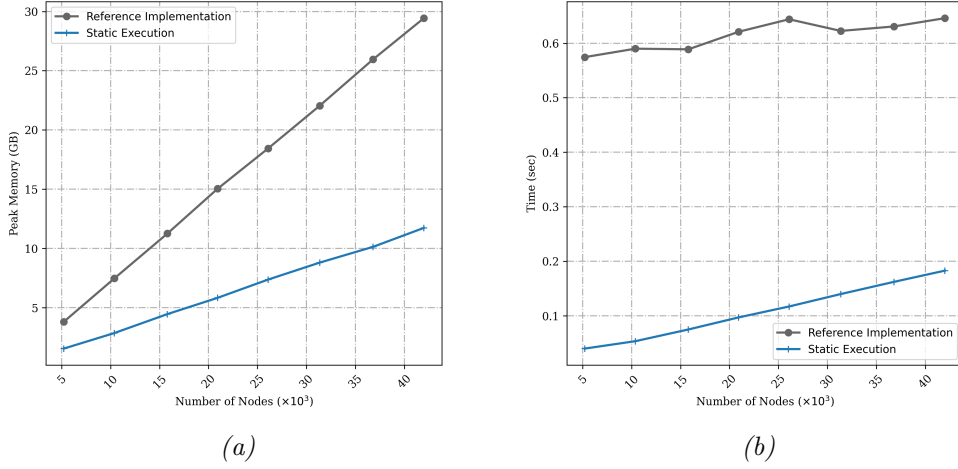 30
25
20
15
10
5
Peak Memory (GB)
Reference Implementation
Static Execution
5
10
15
20
25
30
35
40
Number of Nodes (×10³)
(a)
0.6
0.5
0.4
0.3
0.2
0.1
Time (sec)
Reference Implementation
Static Execution
5
10
15
20
25
30
35
40
Number of Nodes (×10³)
(b)